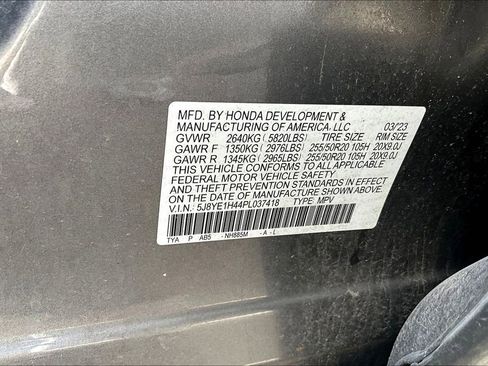 MFD. BY HONDA DEVELOPMENT &
MANUFACTURING OF AMERICA, LLC. 03/23
GVWR 2640KG ( 5820LBS) TIRE SIZE RIM SIZE
GAWR F 1350KG ( 2976LBS) 255/50R20 105H 20X9.0J
GAWR R 1345KG ( 2965LBS) 255/50R20 105H 20X9.0J
THIS VEHICLE CONFORMS TO ALL APPLICABLE
FEDERAL MOTOR VEHICLE SAFETY
AND THEFT PREVENTION STANDARDS IN EFFECT
ON THE DATE OF MANUFACTURE SHOWN ABOVE.
V.I.N.: 5J8YE1H44PL037418 TYPE: MPV
TYA P AB5 -NH885M -A -L